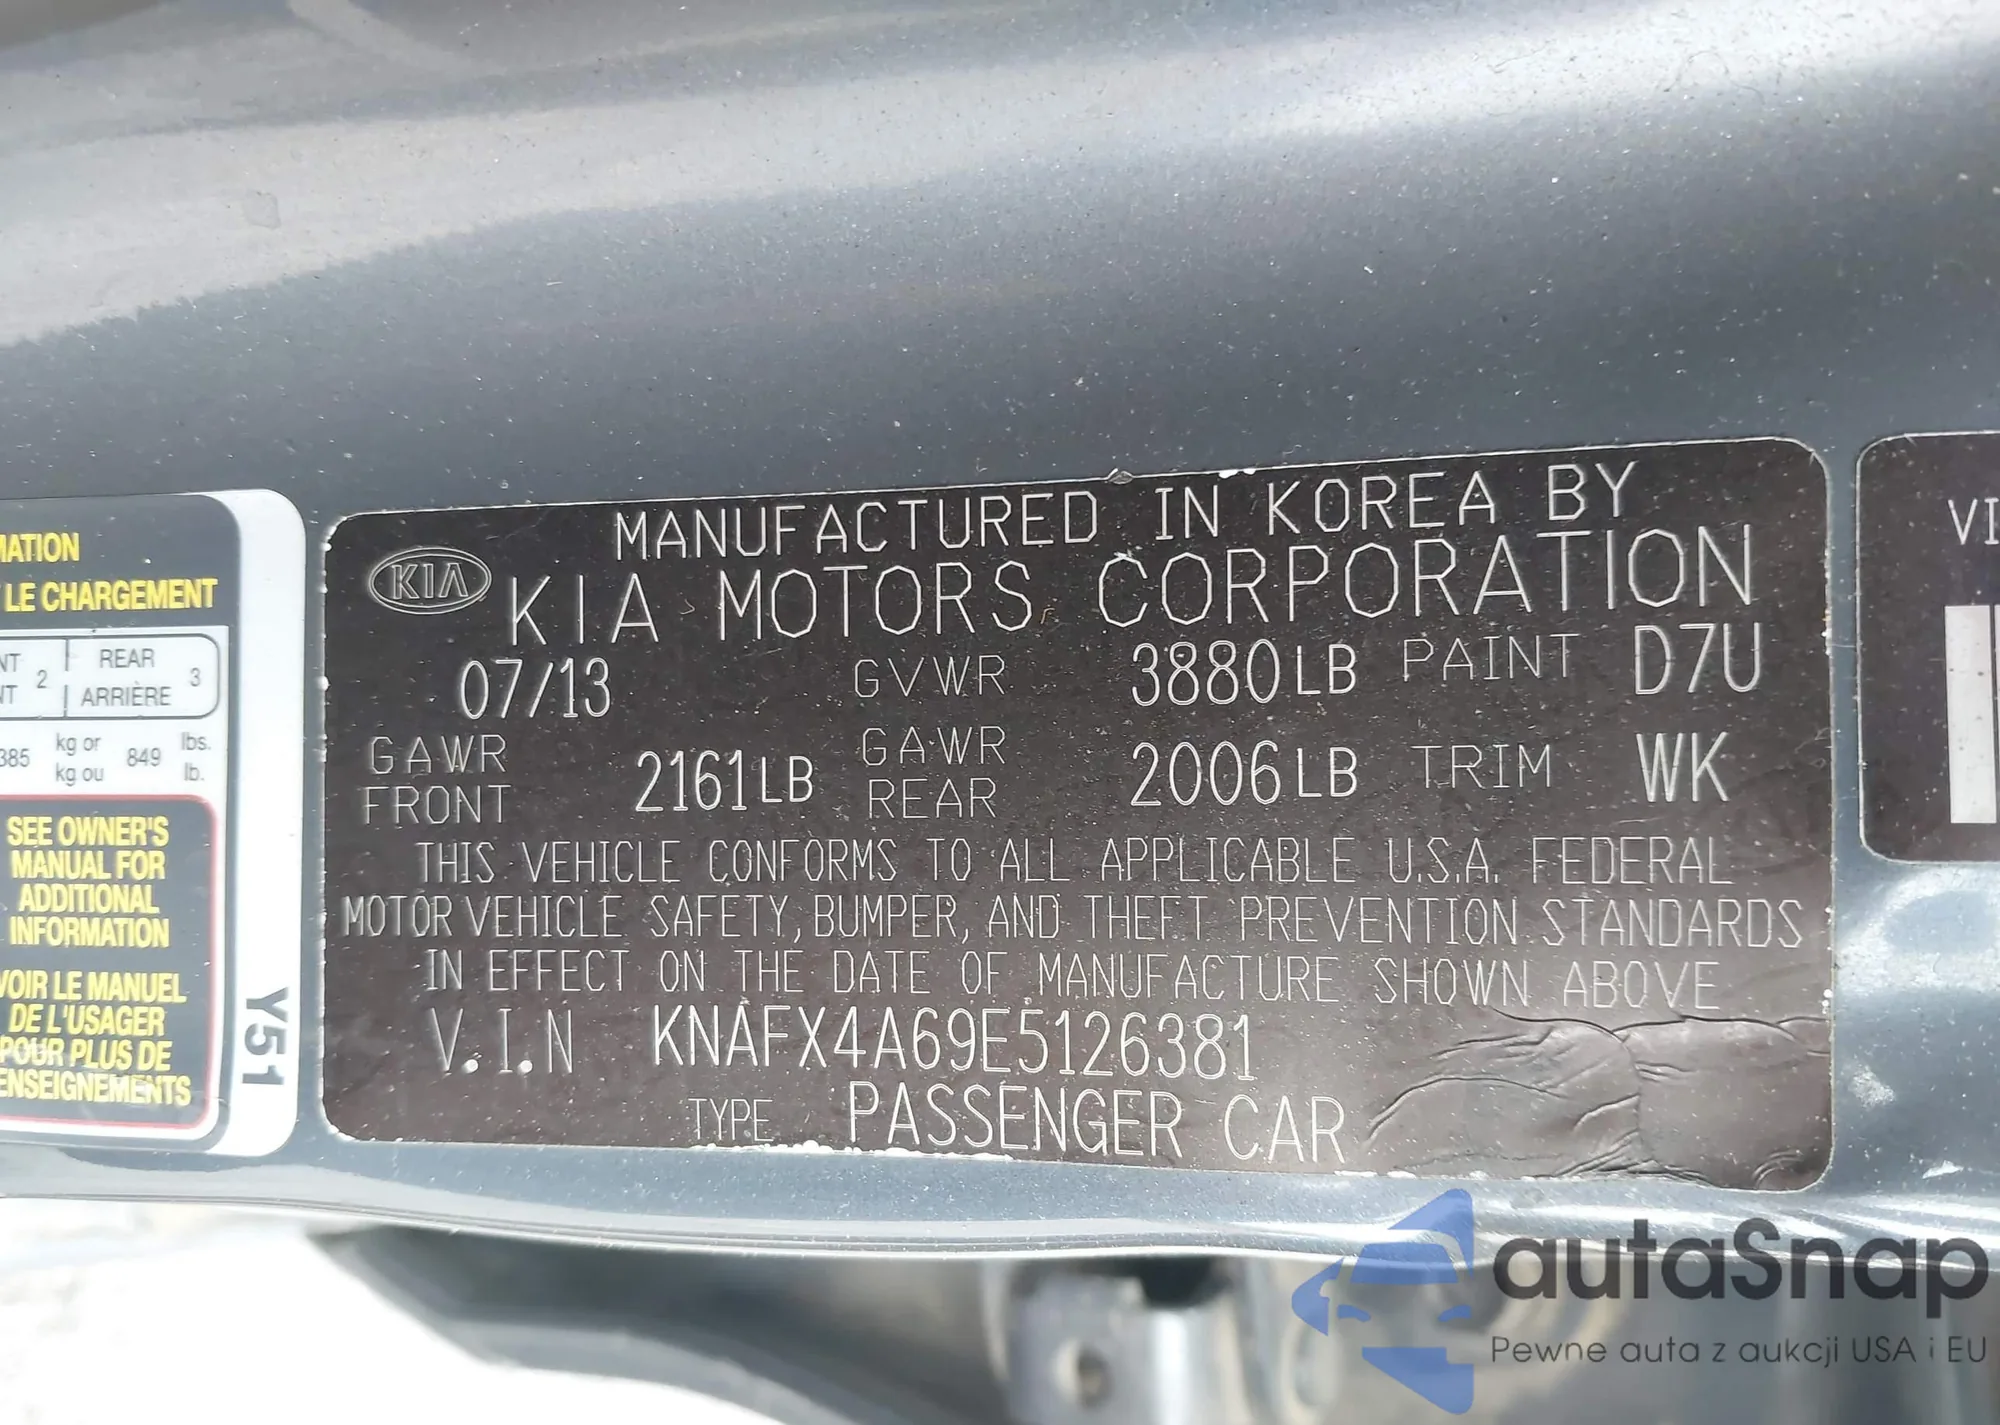 MATION
LE CHARGEMENT
NT 2 REAR 3
NT ARRIÈRE
385 kg or 849 lbs.
kg ou lb.
SEE OWNER'S
MANUAL FOR
ADDITIONAL
INFORMATION
VOIR LE MANUEL
DE L'USAGER
POUR PLUS DE
ENSEIGNEMENTS
Y51
MANUFACTURED IN KOREA BY
KIA KIA MOTORS CORPORATION
07/13 GVWR 3880LB PAINT D7U
GAWR FRONT 2161LB GAWR REAR 2006LB TRIM WK
THIS VEHICLE CONFORMS TO ALL APPLICABLE U.S.A. FEDERAL
MOTOR VEHICLE SAFETY, BUMPER, AND THEFT PREVENTION STANDARDS
IN EFFECT ON THE DATE OF MANUFACTURE SHOWN ABOVE
V.I.N KNAFX4A69E5126381
TYPE PASSENGER CAR
VI
autaSnap
Pewne auta z aukcji USA i EU